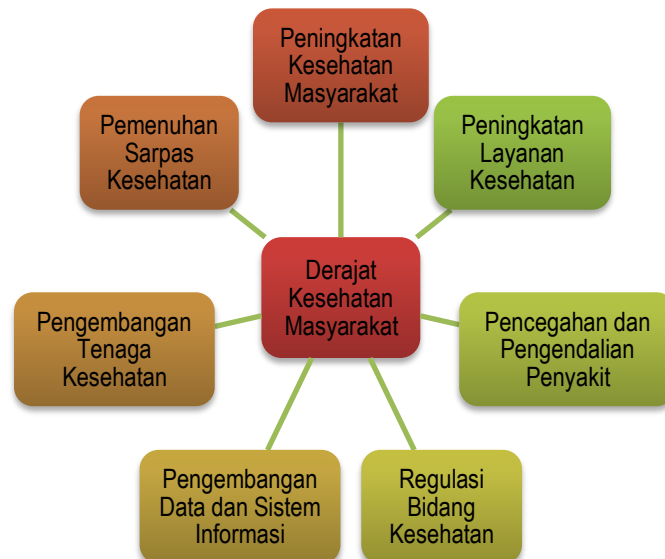 Peningkatan
Kesehatan
Masyarakat
Peningkatan
Layanan
Kesehatan
Pencegahan dan
Pengendalian
Penyakit
Regulasi
Bidang
Kesehatan
Pengembangan
Data dan Sistem
Informasi
Pengembangan
Tenaga
Kesehatan
Pemenuhan
Sarpas
Kesehatan
Derajat
Kesehatan
Masyarakat